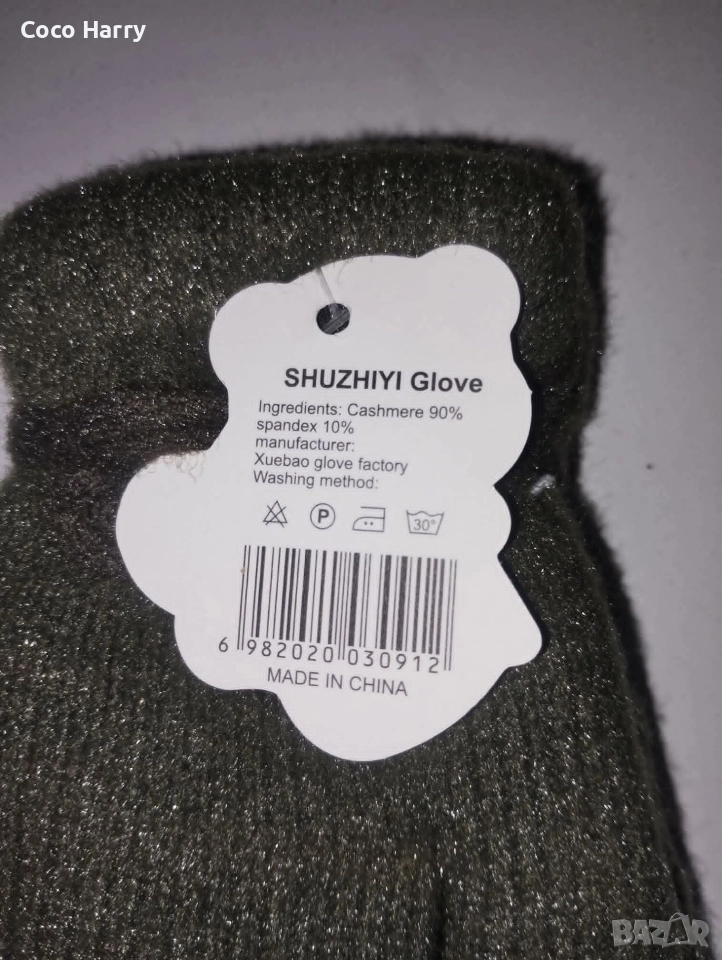 Coco Harry
SHUZHIYI Glove
Ingredients: Cashmere 90%
spandex 10%
manufacturer:
Xuebao glove factory
Washing method:
P
30°
6 982020 030912
MADE IN CHINA
BAZAR